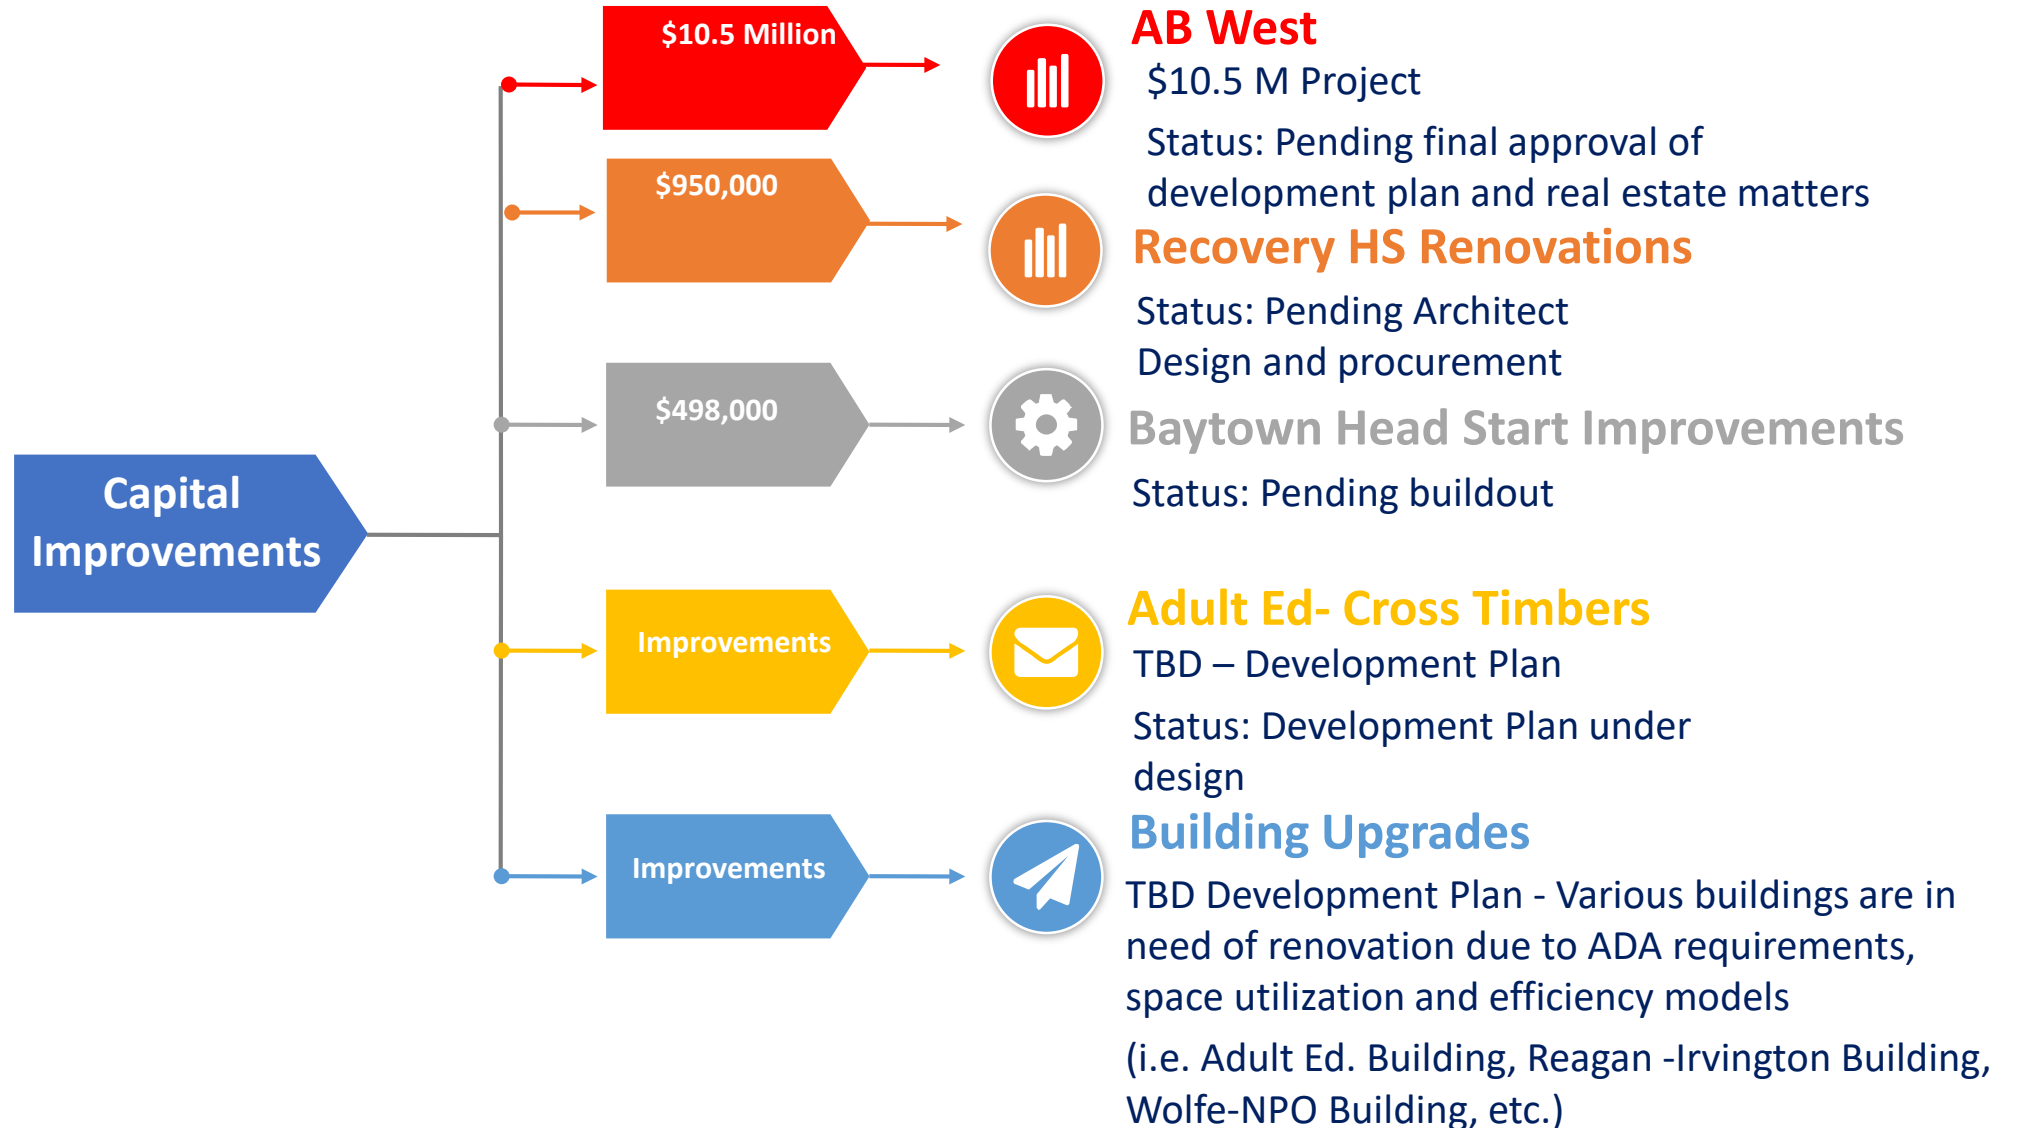 Capital
Improvements
$10.5 Million
AB West
$10.5 M Project
Status: Pending final approval of
development plan and real estate matters
$950,000
Recovery HS Renovations
Status: Pending Architect
Design and procurement
$498,000
Baytown Head Start Improvements
Status: Pending buildout
Improvements
Adult Ed- Cross Timbers
TBD – Development Plan
Status: Development Plan under
design
Improvements
Building Upgrades
TBD Development Plan - Various buildings are in
need of renovation due to ADA requirements,
space utilization and efficiency models
(i.e. Adult Ed. Building, Reagan -Irvington Building,
Wolfe-NPO Building, etc.)